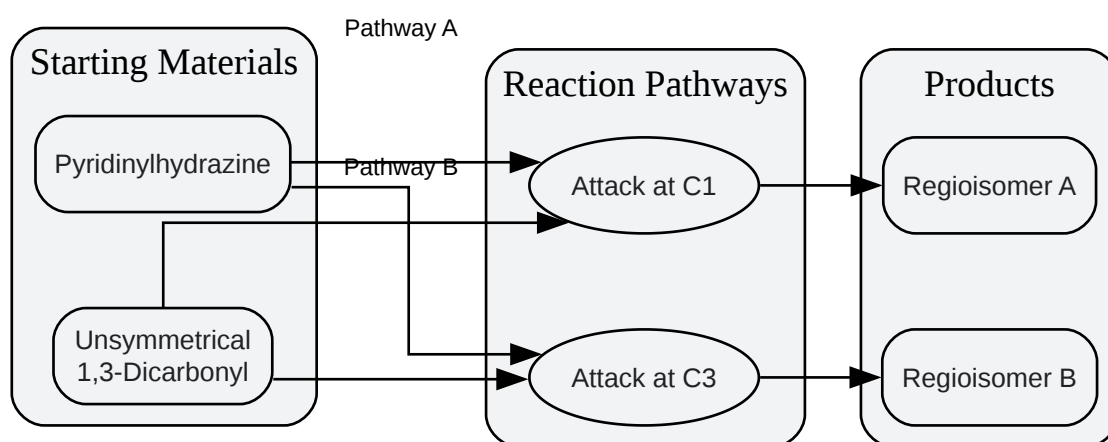 Pathway A
Starting Materials
Reaction Pathways
Products
Pyridinylhydrazine
Pathway B
Attack at C1
Regioisomer A
Unsymmetrical
1,3-Dicarbonyl
Attack at C3
Regioisomer B